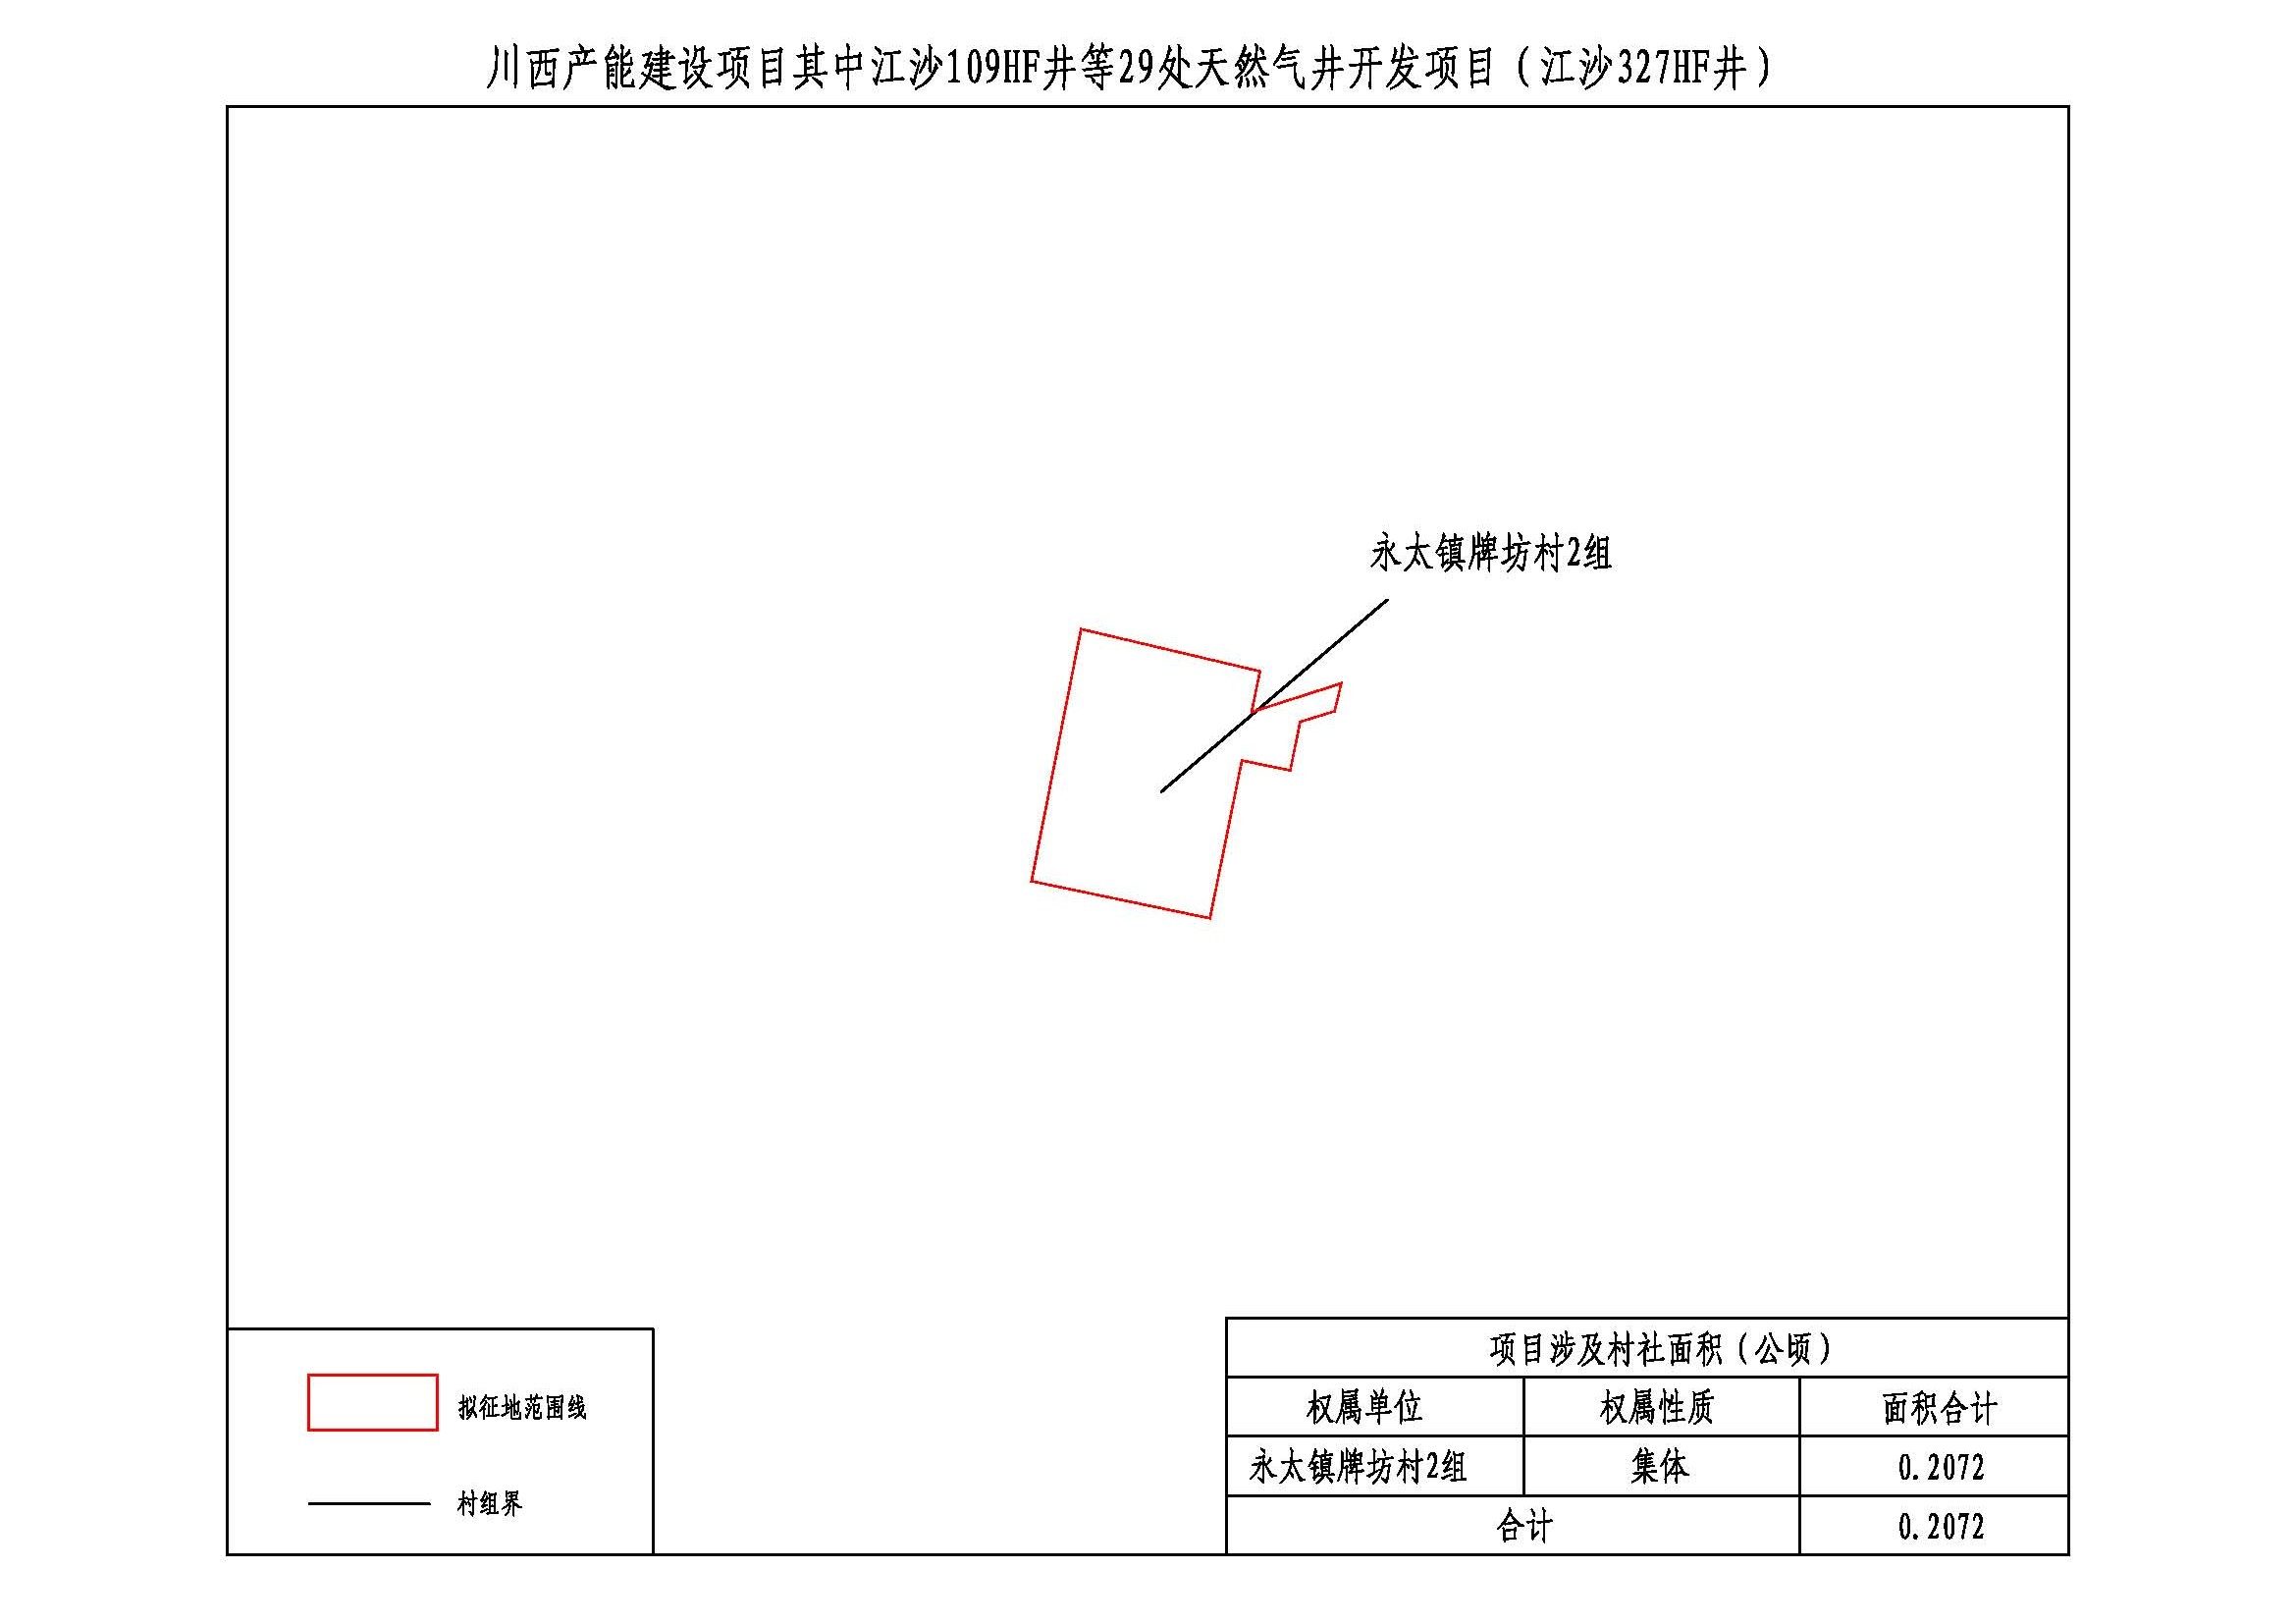 川西产能建设项目其中江沙109HF井等29处天然气井开发项目（江沙327HF井）
永太镇牌坊村2组
拟征地范围线
村组界
项目涉及村社面积（公顷）
权属单位 权属性质 面积合计
永太镇牌坊村2组 集体 0.2072
合计 0.2072